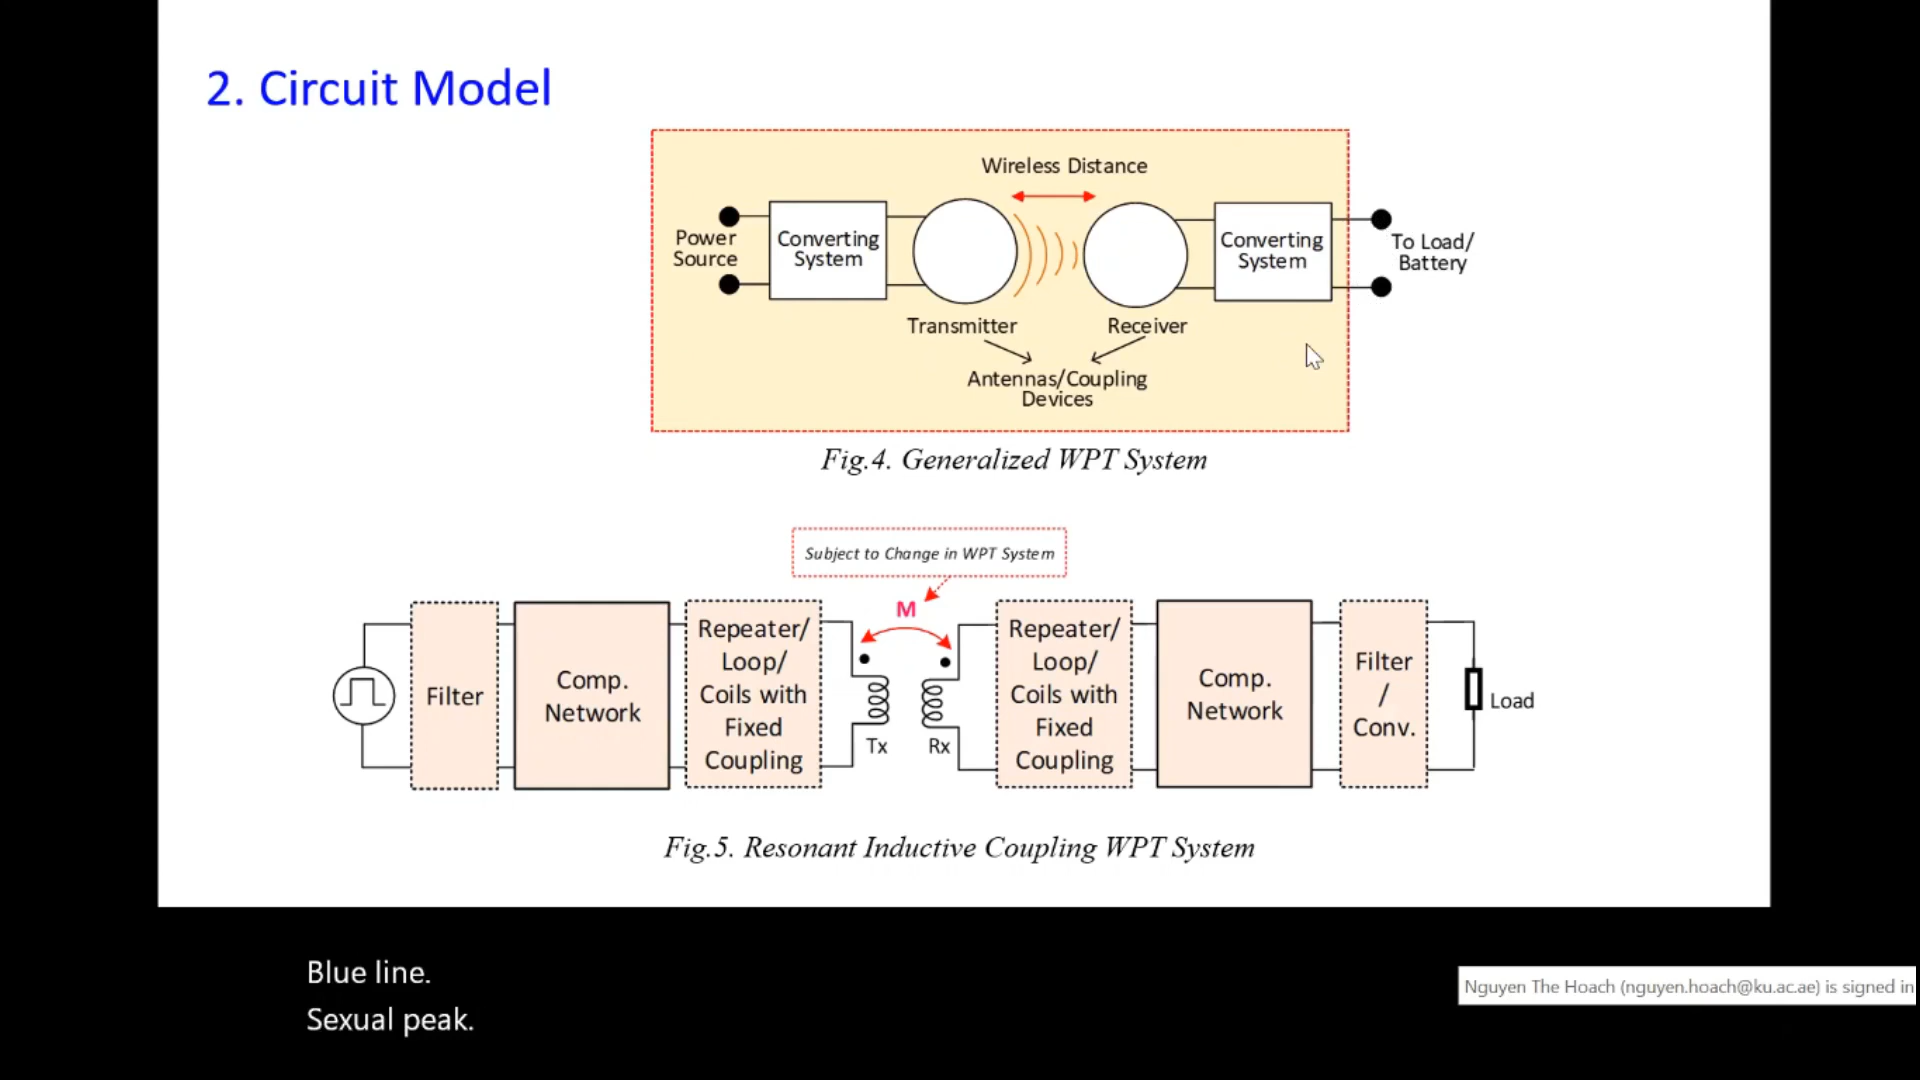 2. Circuit Model
Wireless Distance
Power
Source
Converting
System
Converting
System
To Load/
Battery
Transmitter
Receiver
Antennas/Coupling
Devices
Fig.4. Generalized WPT System
Subject to Change in WPT System
M
Filter
Comp.
Network
Repeater/
Loop/
Coils with
Fixed
Coupling
Tx
Rx
Repeater/
Loop/
Coils with
Fixed
Coupling
Comp.
Network
Filter
/
Conv.
Load
Fig.5. Resonant Inductive Coupling WPT System
Blue line.
Sexual peak.
Nguyen The Hoach (nguyen.hoach@ku.ac.ae) is signed in